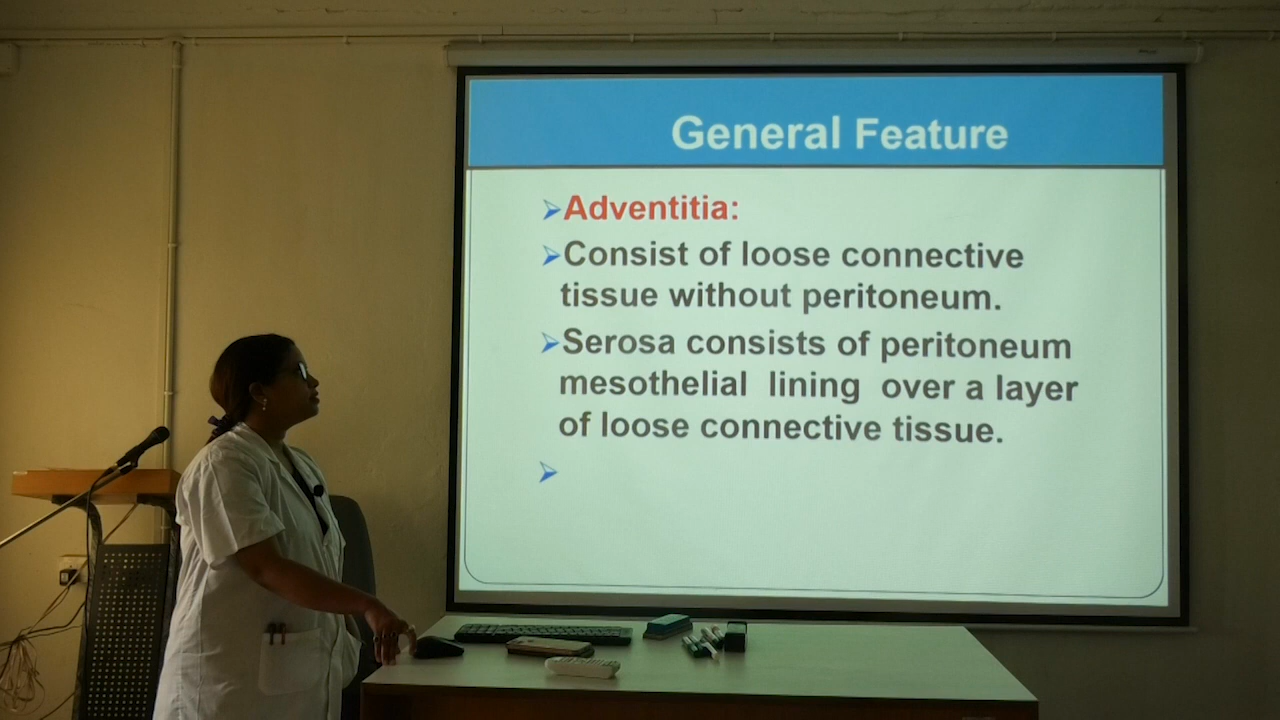 General Feature
➢Adventitia:
➢Consist of loose connective
tissue without peritoneum.
➢Serosa consists of peritoneum
mesothelial lining over a layer
of loose connective tissue.
➢